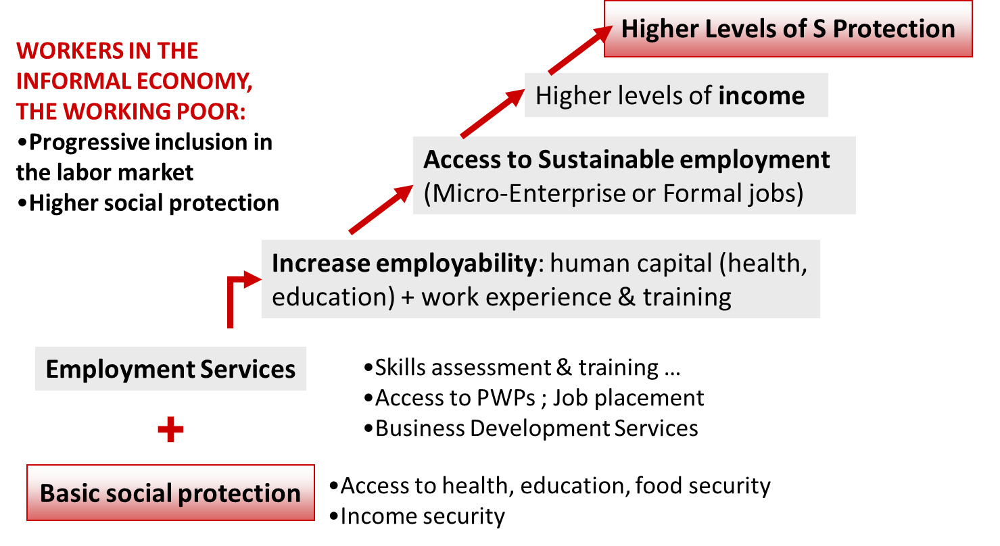 Higher Levels of S Protection
WORKERS IN THE
INFORMAL ECONOMY,
THE WORKING POOR:
•Progressive inclusion in
the labor market
•Higher social protection
Higher levels of income
Access to Sustainable employment
(Micro-Enterprise or Formal jobs)
Increase employability: human capital (health,
education) + work experience & training
Employment Services
•Skills assessment & training ...
•Access to PWPs ; Job placement
•Business Development Services
+
Basic social protection
•Access to health, education, food security
•Income security